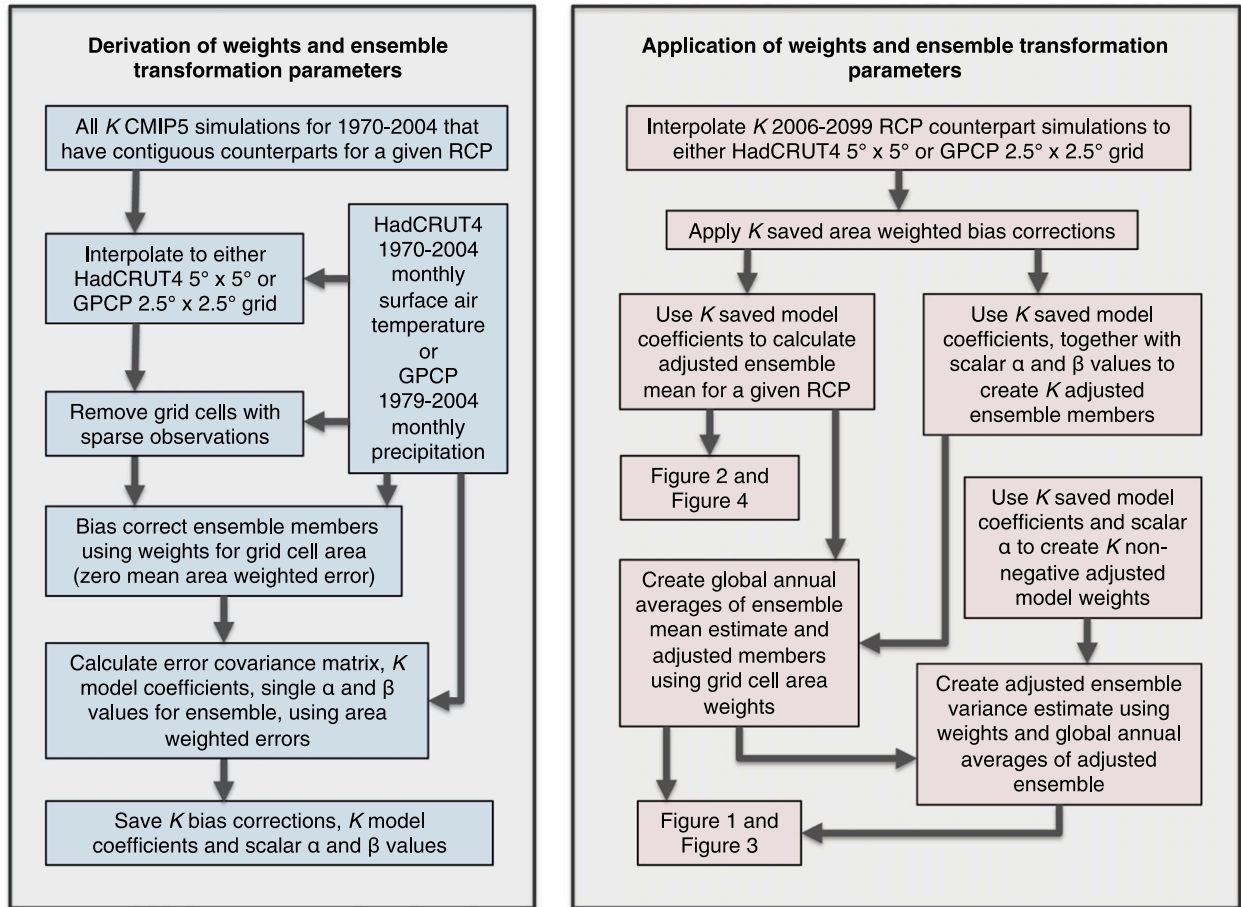 Derivation of weights and ensemble
transformation parameters
All K CMIP5 simulations for 1970-2004 that
have contiguous counterparts for a given RCP
Interpolate to either
HadCRUT4 5° x 5° or
GPCP 2.5° x 2.5° grid
HadCRUT4
1970-2004
monthly
surface air
temperature
or
GPCP
1979-2004
monthly
precipitation
Remove grid cells with
sparse observations
Bias correct ensemble members
using weights for grid cell area
(zero mean area weighted error)
Calculate error covariance matrix, K
model coefficients, single α and β
values for ensemble, using area
weighted errors
Save K bias corrections, K model
coefficients and scalar α and β values
Application of weights and ensemble transformation
parameters
Interpolate K 2006-2099 RCP counterpart simulations to
either HadCRUT4 5° x 5° or GPCP 2.5° x 2.5° grid
Apply K saved area weighted bias corrections
Use K saved model
coefficients to calculate
adjusted ensemble
mean for a given RCP
Use K saved model
coefficients, together with
scalar α and β values to
create K adjusted
ensemble members
Figure 2 and
Figure 4
Use K saved model
coefficients and scalar
α to create K non-
negative adjusted
model weights
Create global annual
averages of ensemble
mean estimate and
adjusted members
using grid cell area
weights
Create adjusted ensemble
variance estimate using
weights and global annual
averages of adjusted
ensemble
Figure 1 and
Figure 3